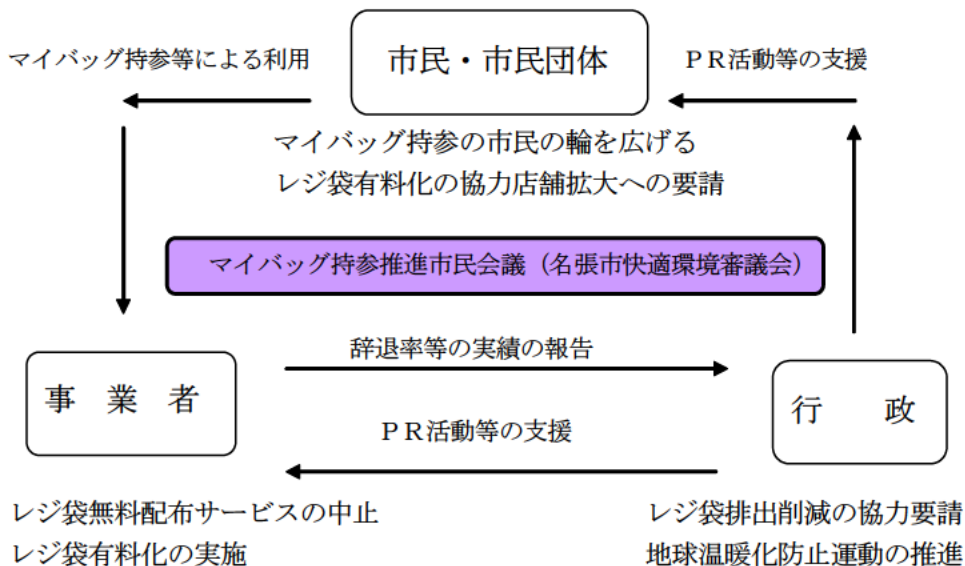 市民・市民団体
マイバッグ持参等による利用
ＰＲ活動等の支援
マイバッグ持参の市民の輪を広げる
レジ袋有料化の協力店舗拡大への要請
マイバッグ持参推進市民会議（名張市快適環境審議会）
辞退率等の実績の報告
事　業　者
行　　政
ＰＲ活動等の支援
レジ袋無料配布サービスの中止
レジ袋有料化の実施
レジ袋排出削減の協力要請
地球温暖化防止運動の推進